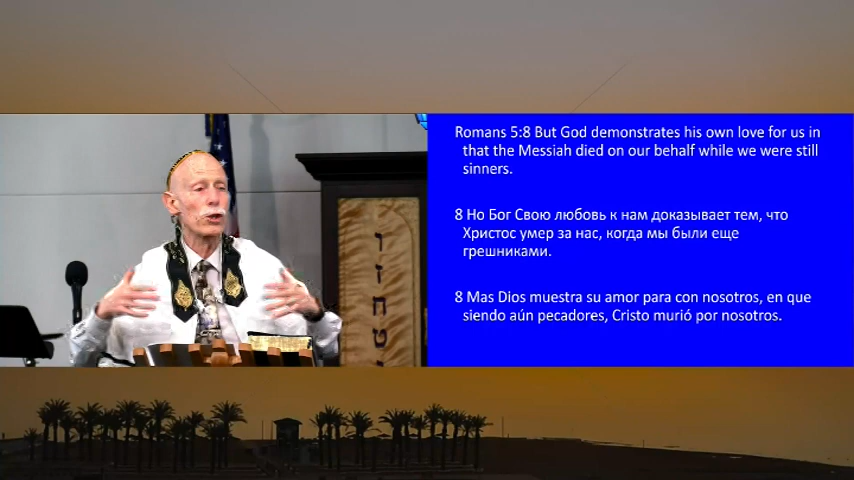 Romans 5:8 But God demonstrates his own love for us in
that the Messiah died on our behalf while we were still
sinners.
8 Но Бог Свою любовь к нам доказывает тем, что
Христос умер за нас, когда мы были еще
грешниками.
8 Mas Dios muestra su amor para con nosotros, en que
siendo aún pecadores, Cristo murió por nosotros.